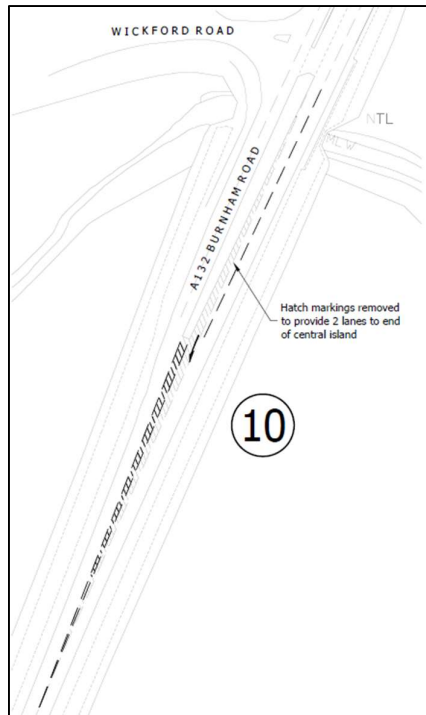 WICKFORD ROAD
NTL
MLW
A132 BURNHAM ROAD
Hatch markings removed
to provide 2 lanes to end
of central island
10